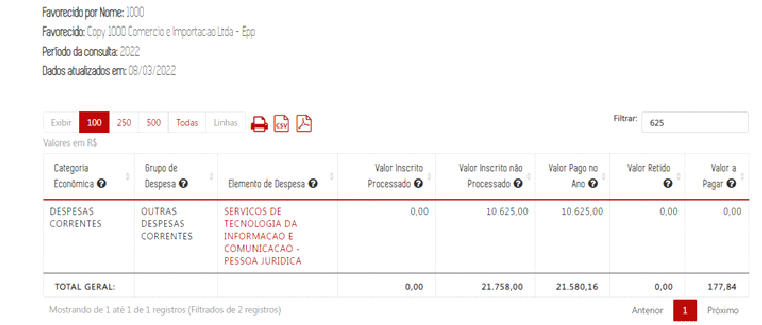 Favorecido por Nome: 1000
Favorecido: Copy 1000 Comercio e Importacao Ltda - Epp
Período da consulta: 2022
Dados atualizados em: 08/03/2022
Exibir 100 250 500 Todas Linhas CSV Filtrar: 625
Valores em R$
Categoria Econômica Grupo de Despesa Elemento de Despesa Valor Inscrito Processado Valor Inscrito não Processado Valor Pago no Ano Valor Retido Valor a Pagar
DESPESAS CORRENTES OUTRAS DESPESAS CORRENTES SERVICOS DE TECNOLOGIA DA INFORMACAO E COMUNICACAO - PESSOA JURIDICA 0,00 10.625,00 10.625,00 0,00 0,00
TOTAL GERAL: 0,00 21.758,00 21.580,16 0,00 177,84
Mostrando de 1 até 1 de 1 registros (Filtrados de 2 registros) Anterior 1 Próximo